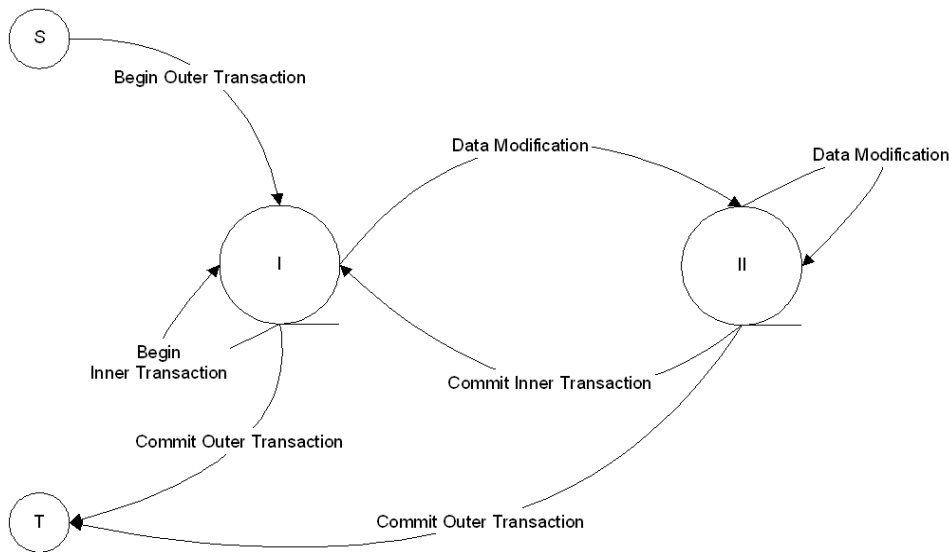 S
Begin Outer Transaction
Data Modification
Data Modification
I
II
Begin
Inner Transaction
Commit Inner Transaction
Commit Outer Transaction
T
Commit Outer Transaction